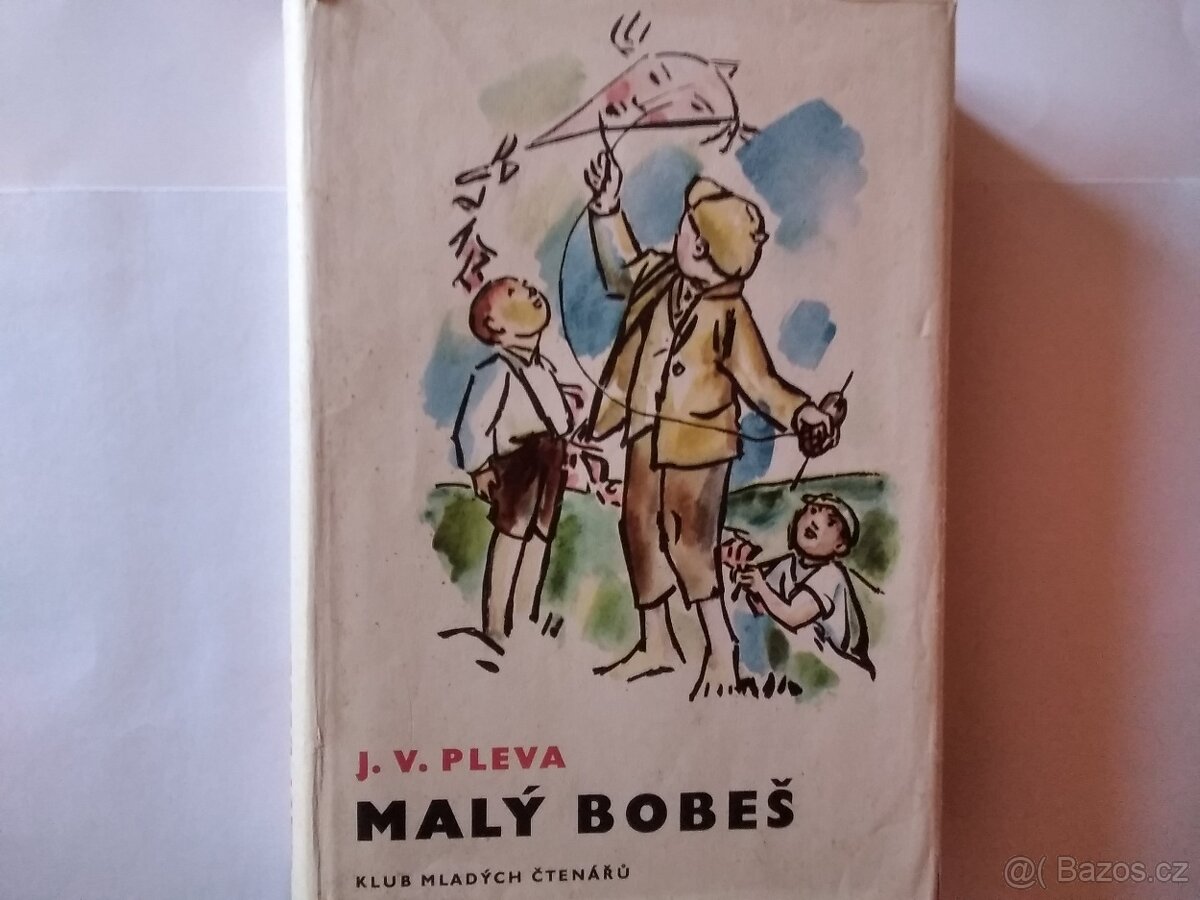 J. V. PLEVA
MALÝ BOBEŠ
KLUB MLADÝCH ČTENÁŘŮ
@( Bazos.cz